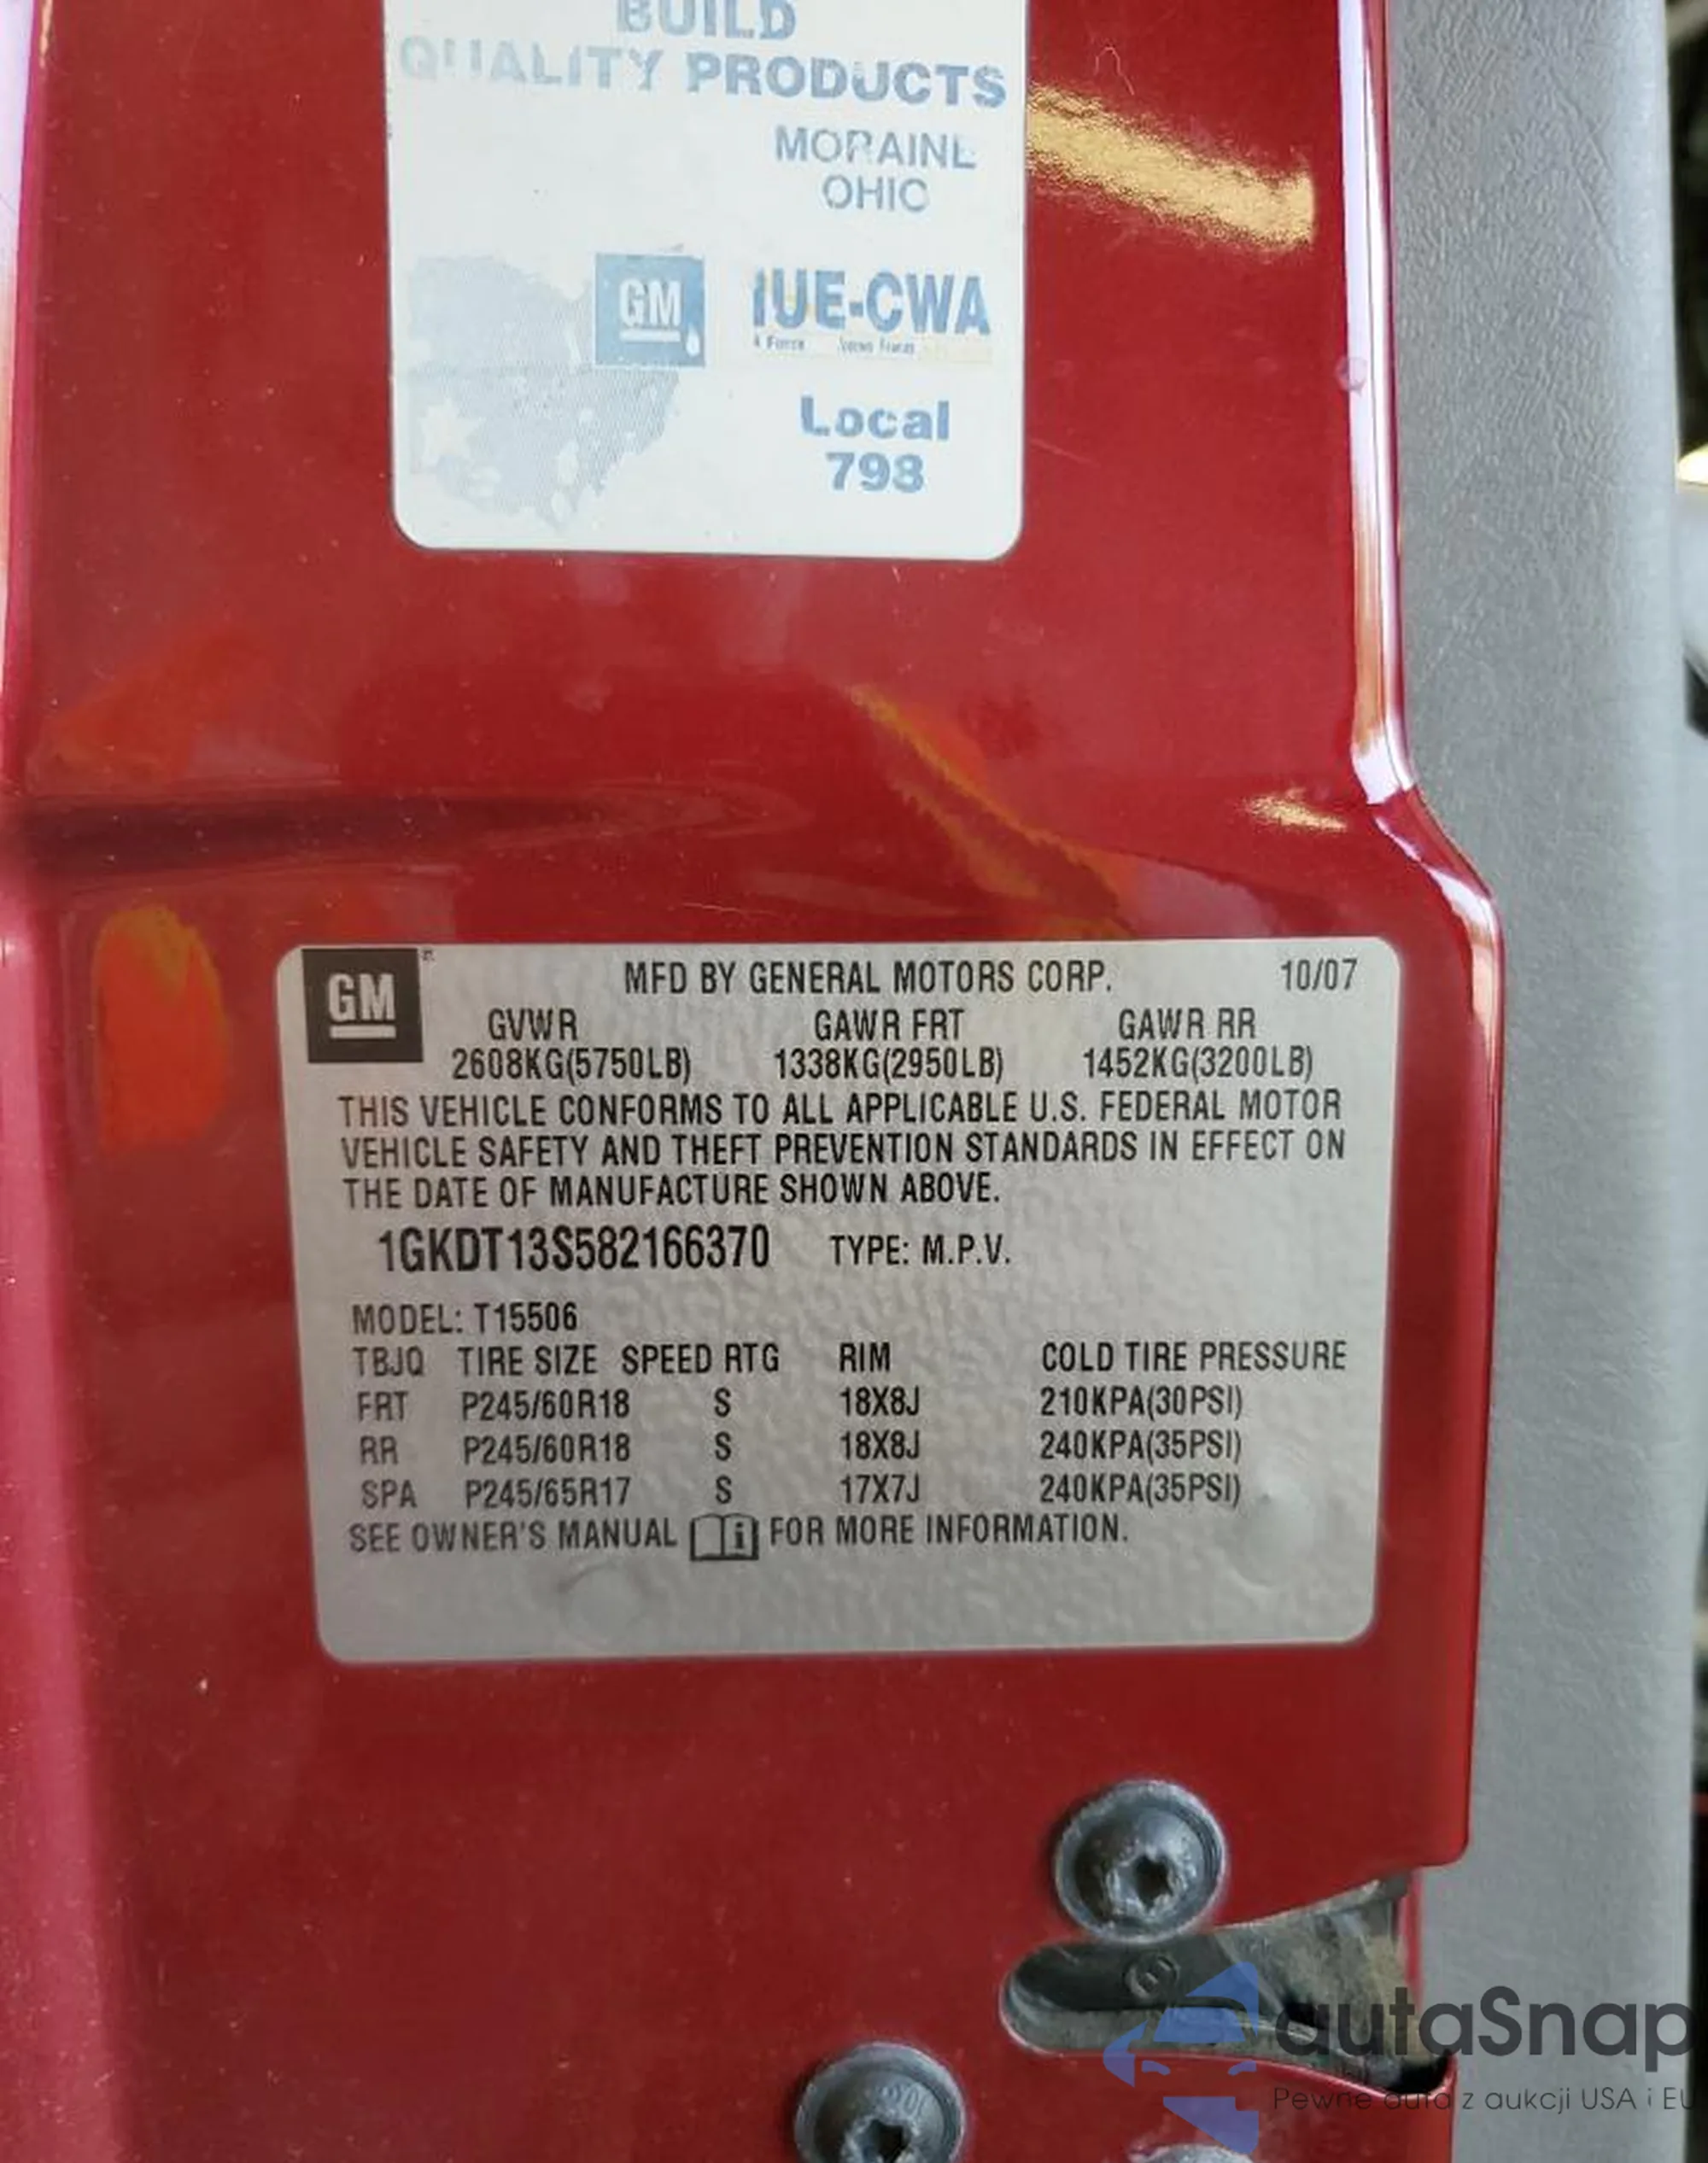 BUILD
QUALITY PRODUCTS
MORAINE
OHIO
GM
IUE-CWA
A Force
Local
798
GM
MFD BY GENERAL MOTORS CORP. 10/07
GVWR GAWR FRT GAWR RR
2608KG(5750LB) 1338KG(2950LB) 1452KG(3200LB)
THIS VEHICLE CONFORMS TO ALL APPLICABLE U.S. FEDERAL MOTOR
VEHICLE SAFETY AND THEFT PREVENTION STANDARDS IN EFFECT ON
THE DATE OF MANUFACTURE SHOWN ABOVE.
1GKDT13S582166370 TYPE: M.P.V.
MODEL: T15506
TBJQ TIRE SIZE SPEED RTG RIM COLD TIRE PRESSURE
FRT P245/60R18 S 18X8J 210KPA(30PSI)
RR P245/60R18 S 18X8J 240KPA(35PSI)
SPA P245/65R17 S 17X7J 240KPA(35PSI)
SEE OWNER'S MANUAL FOR MORE INFORMATION.
autaSnap
Pewne auta z aukcji USA i EU